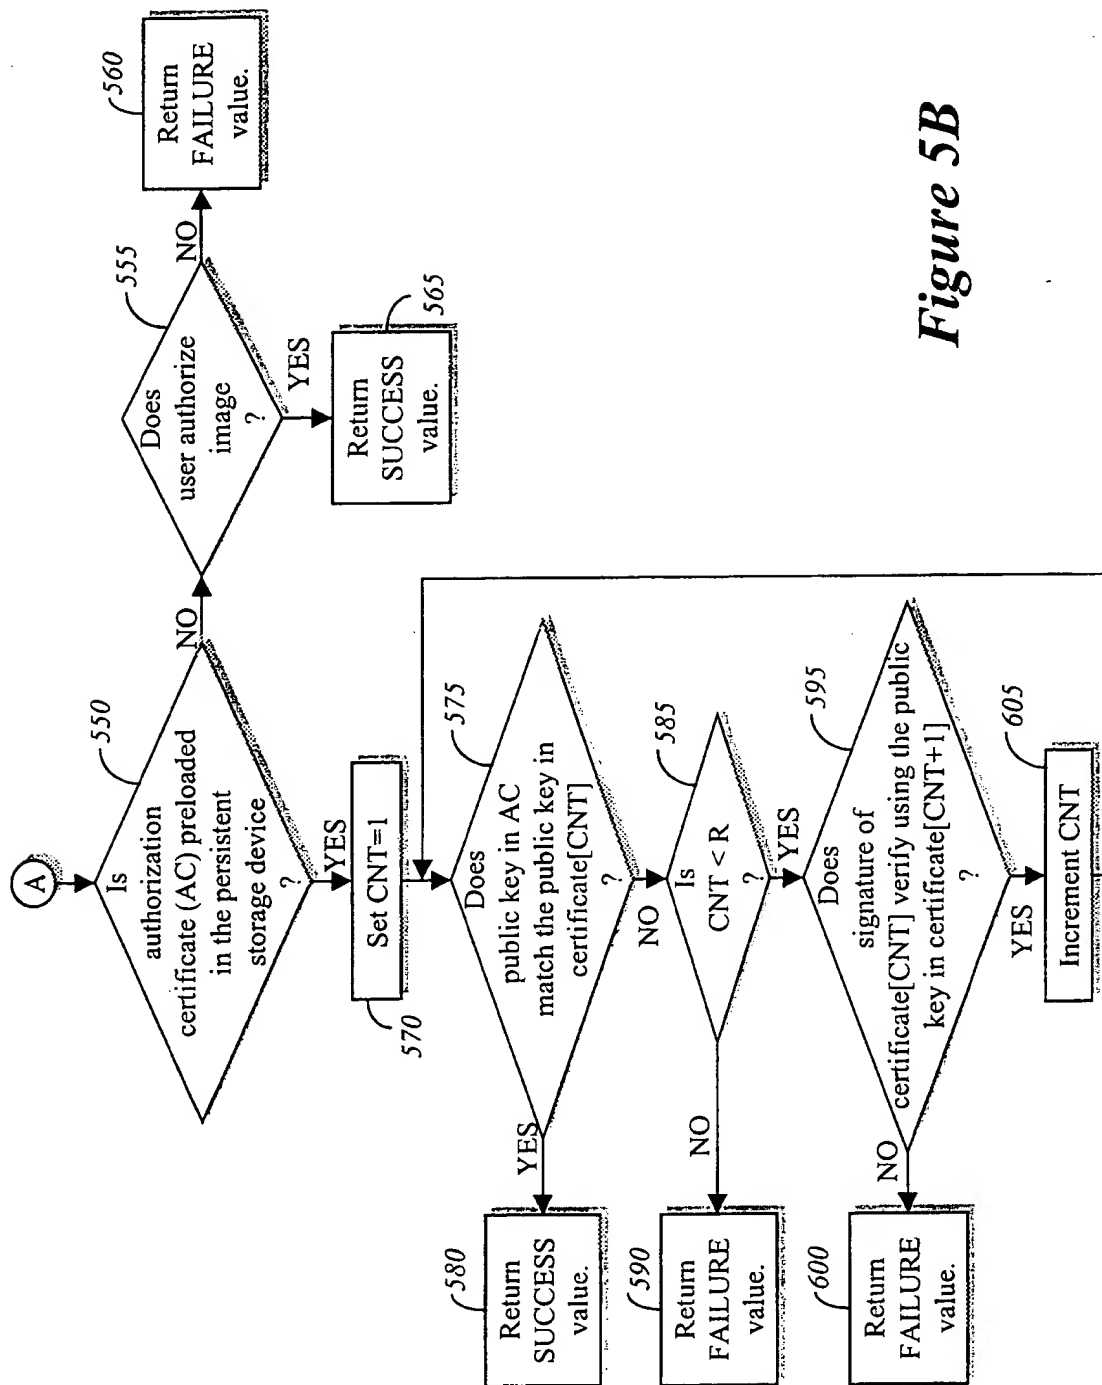 A
550
Is
authorization
certificate (AC) preloaded
in the persistent
storage device
?
NO
YES
555
Does
user authorize
image
?
NO
YES
560
Return
FAILURE
value.
565
Return
SUCCESS
value.
Set CNT=1
570
575
Does
public key in AC
match the public key in
certificate[CNT]
?
YES
NO
580
Return
SUCCESS
value.
585
Is
CNT < R
?
NO
YES
590
Return
FAILURE
value.
595
Does
signature of
certificate[CNT] verify using the public
key in certificate[CNT+1]
?
NO
YES
600
Return
FAILURE
value.
605
Increment CNT
Figure 5B